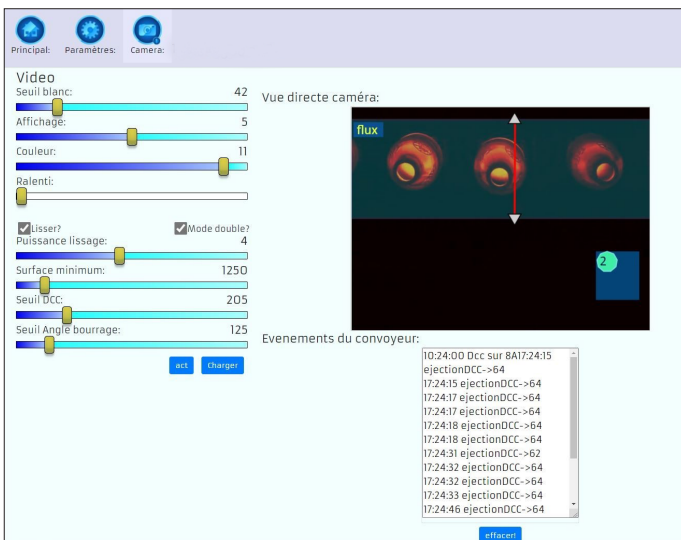 Principal: Paramètres: Camera:
Video
Seuil blanc: 42
Affichage: 5
Couleur: 11
Ralenti:
Lisser? Mode double?
Puissance lissage: 4
Surface minimum: 1250
Seuil DCC: 205
Seuil Angle bourrage: 125
act Charger
Vue directe caméra:
flux
2
Evenements du convoyeur:
10:24:00 Dcc sur 8A17:24:15
ejectionDCC->64
17:24:15 ejectionDCC->64
17:24:17 ejectionDCC->64
17:24:17 ejectionDCC->64
17:24:18 ejectionDCC->64
17:24:18 ejectionDCC->64
17:24:31 ejectionDCC->62
17:24:32 ejectionDCC->64
17:24:32 ejectionDCC->64
17:24:33 ejectionDCC->64
17:24:46 ejectionDCC->64
effacer!